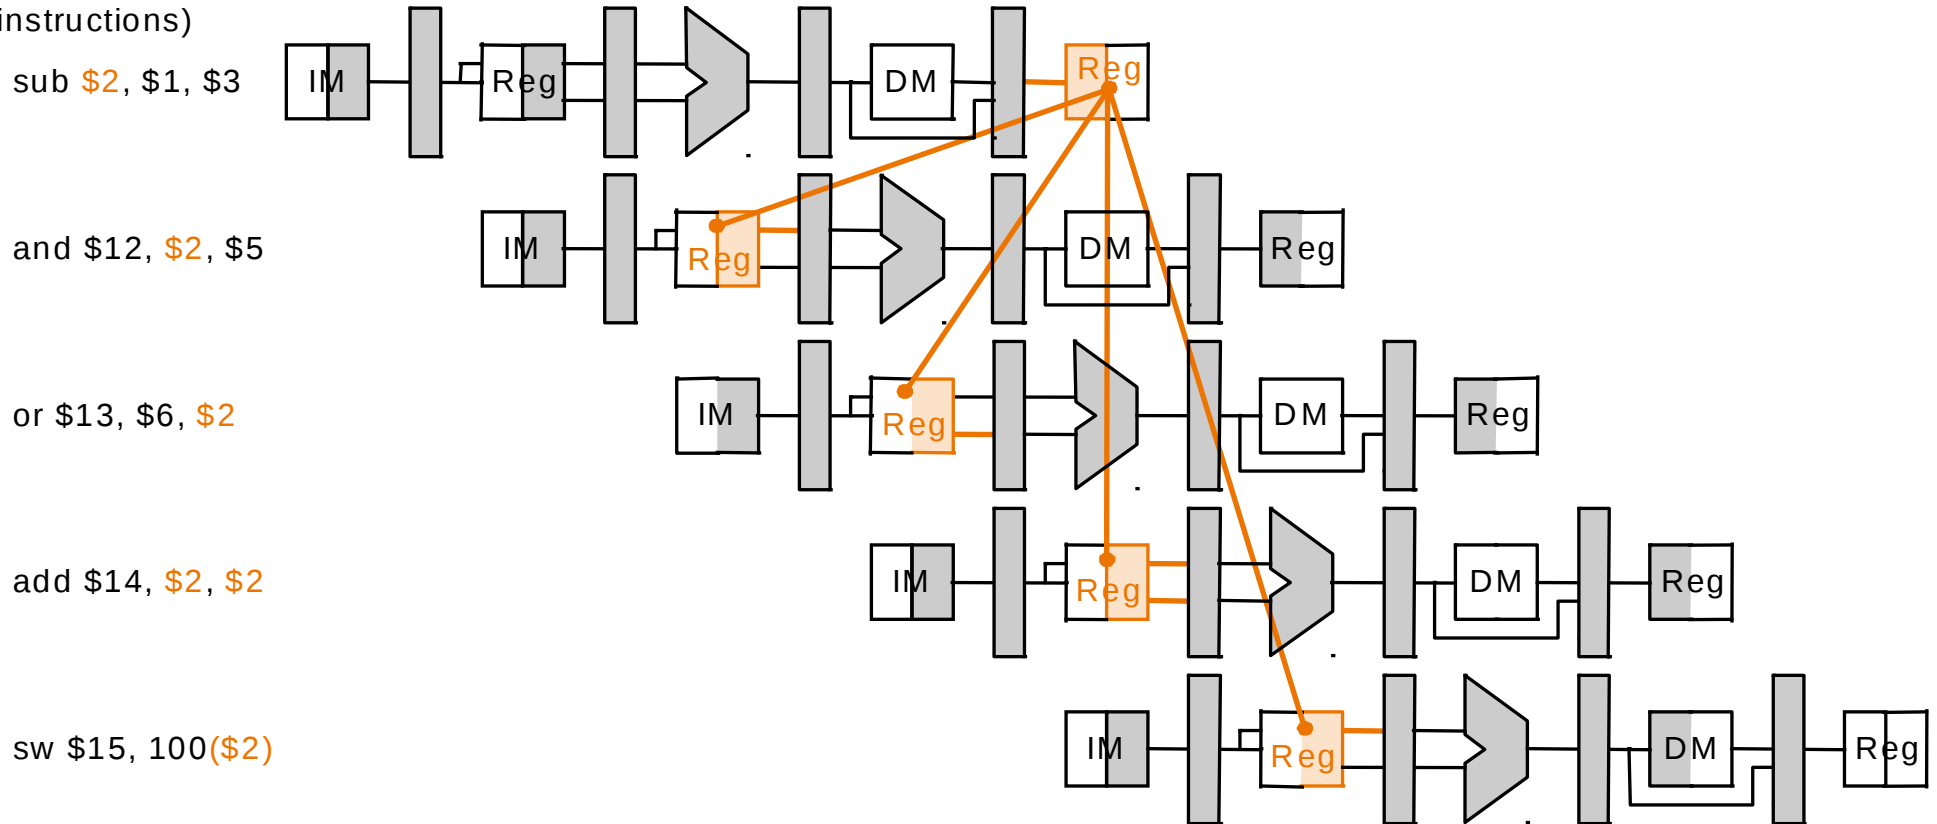 instructions)
sub $2, $1, $3 IM Reg DM Reg
and $12, $2, $5 IM Reg DM Reg
or $13, $6, $2 IM Reg DM Reg
add $14, $2, $2 IM Reg DM Reg
sw $15, 100($2) IM Reg DM Reg